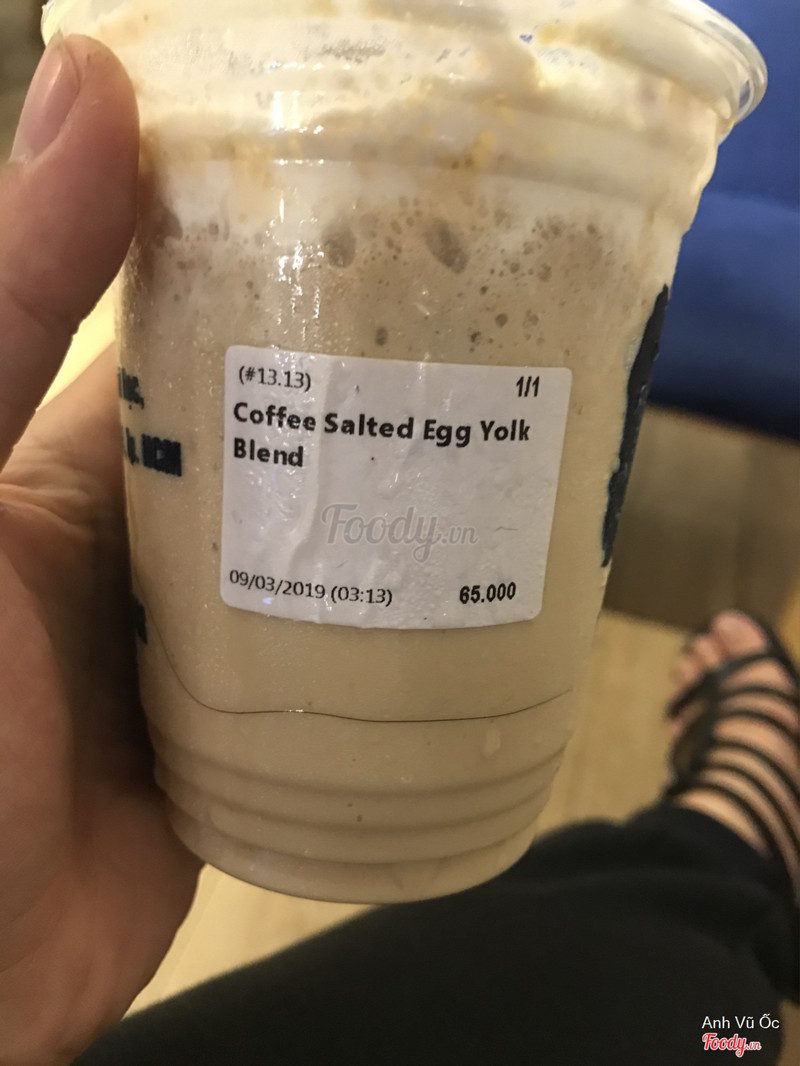 (#13.13) 1/1
Coffee Salted Egg Yolk
Blend
Foody.vn
09/03/2019 (03:13) 65.000
HCM
Anh Vũ Ốc
Foody.vn